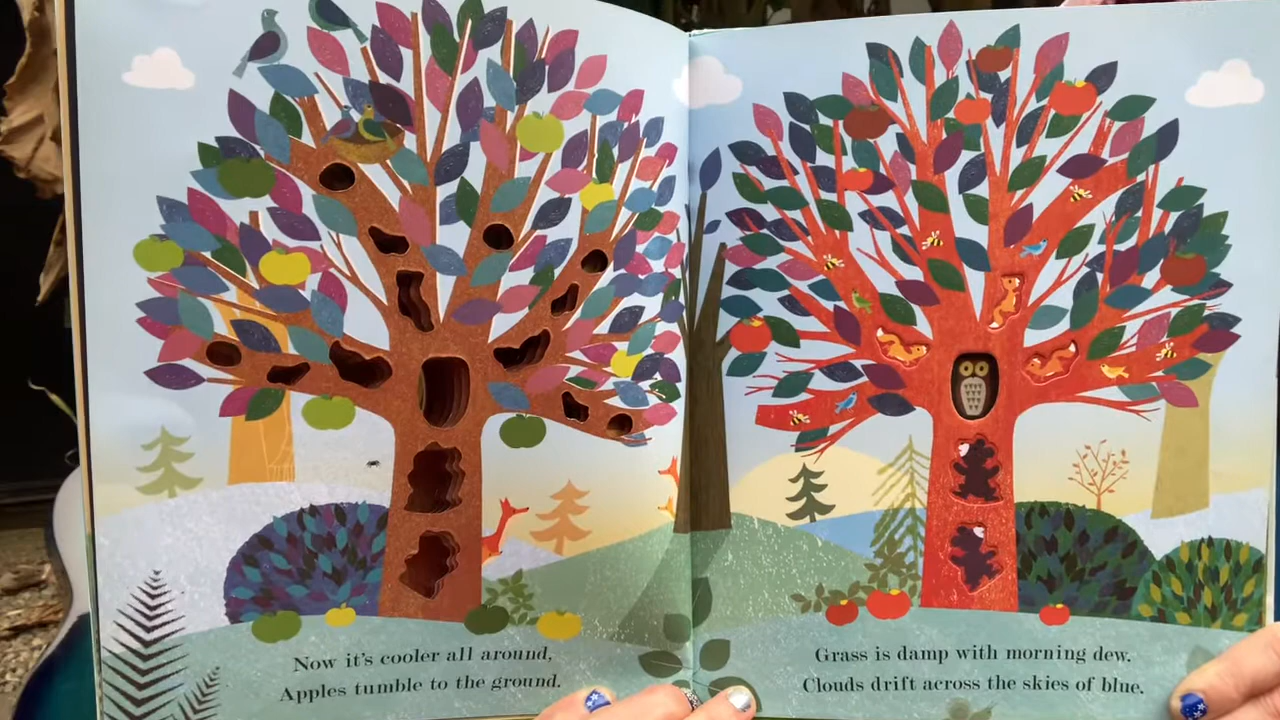 Now it's cooler all around,
Apples tumble to the ground.
Grass is damp with morning dew.
Clouds drift across the skies of blue.